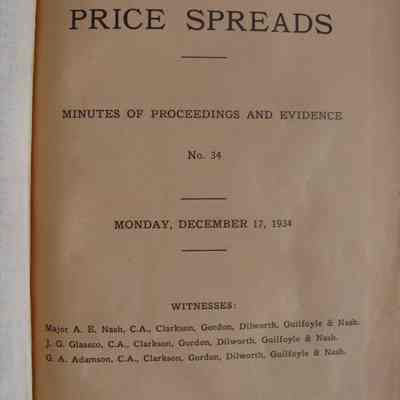 PRICE SPREADS
MINUTES OF PROCEEDINGS AND EVIDENCE
No. 34
MONDAY, DECEMBER 17, 1934
WITNESSES:
Major A. E. Nash, C.A., Clarkson, Gordon, Dilworth, Guilfoyle & Nash.
J. G. Glassco, C.A., Clarkson, Gordon, Dilworth, Guilfoyle & Nash.
G. A. Adamson, C.A., Clarkson, Gordon, Dilworth, Guilfoyle & Nash.